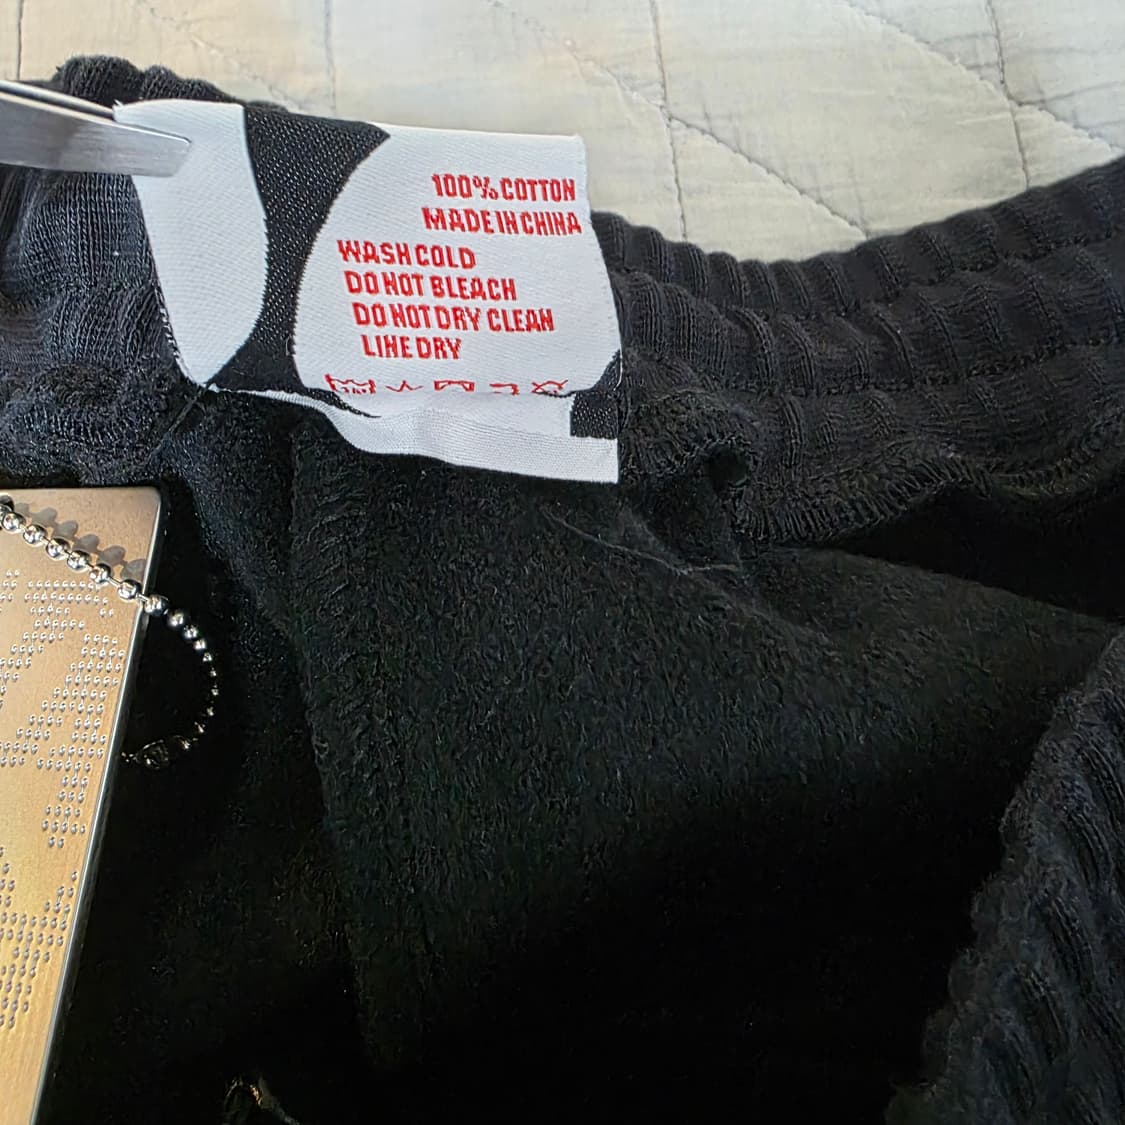 100% COTTON
MADE IN CHINA
WASH COLD
DO NOT BLEACH
DO NOT DRY CLEAN
LINE DRY